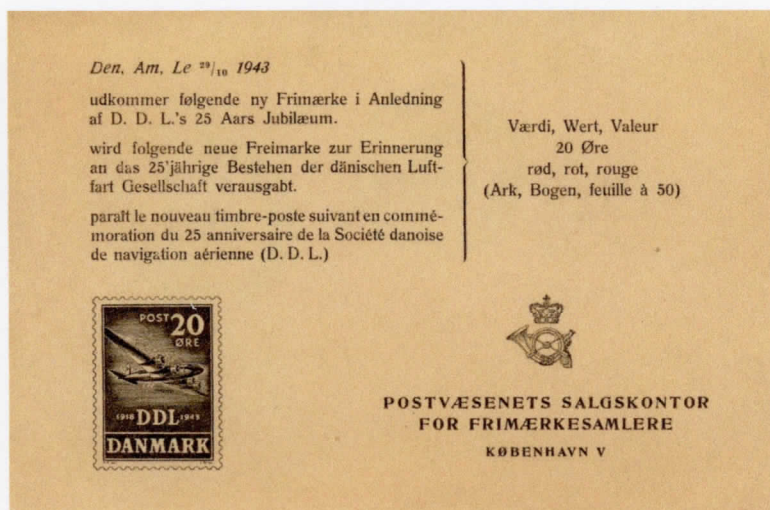 Den, Am, Le 29/10 1943
udkommer følgende ny Frimærke i Anledning
af D. D. L.'s 25 Aars Jubilæum.
wird folgende neue Freimarke zur Erinnerung
an das 25'jährige Bestehen der dänischen Luft-
fart Gesellschaft verausgabt.
paraît le nouveau timbre-poste suivant en commé-
moration du 25 anniversaire de la Société danoise
de navigation aérienne (D. D. L.)
Værdi, Wert, Valeur
20 Øre
rød, rot, rouge
(Ark, Bogen, feuille à 50)
POST 20
ØRE
1918 DDL 1943
DANMARK
POSTVÆSENETS SALGSKONTOR
FOR FRIMÆRKESAMLERE
KØBENHAVN V